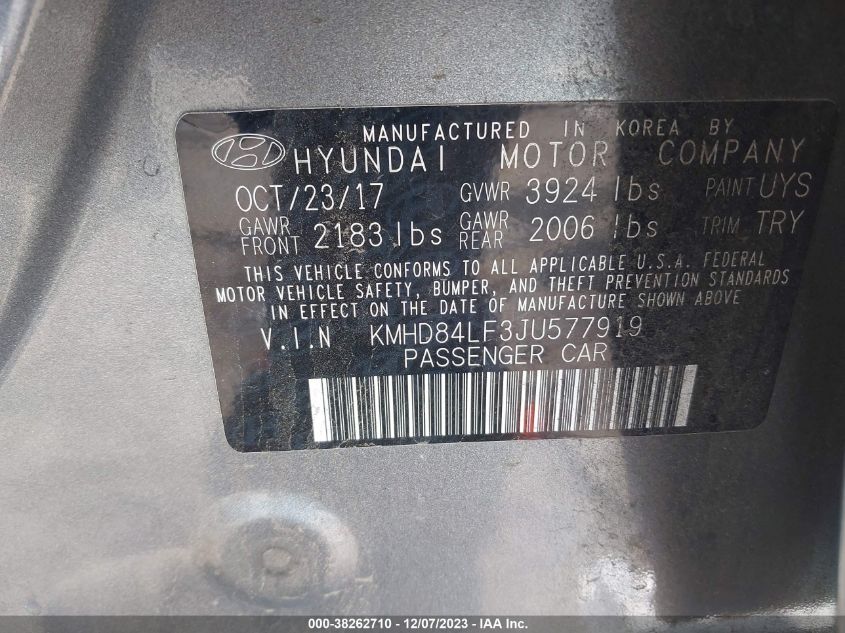 MANUFACTURED IN KOREA BY
HYUNDAI MOTOR COMPANY
OCT/23/17 GVWR 3924 lbs PAINT UYS
GAWR FRONT 2183 lbs GAWR REAR 2006 lbs TRIM TRY
THIS VEHICLE CONFORMS TO ALL APPLICABLE U.S.A. FEDERAL
MOTOR VEHICLE SAFETY, BUMPER, AND THEFT PREVENTION STANDARDS
IN EFFECT ON THE DATE OF MANUFACTURE SHOWN ABOVE
V.I.N KMHD84LF3JU577919
PASSENGER CAR
000-38262710 - 12/07/2023 - IAA Inc.